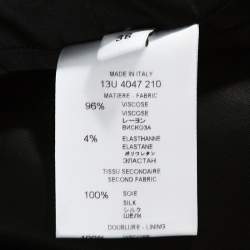 36
MADE IN ITALY
13U 4047 210
MATIERE - FABRIC
96% VISCOSE
VISCOSE
レーヨン
ВИСКОЗА
4% ELASTHANNE
ELASTANE
ポリウレタン
ЭЛАСТАН
TISSU SECONDAIRE
SECOND FABRIC
100% SOIE
SILK
シルク
ШЕЛК
DOUBLURE - LINING
100%